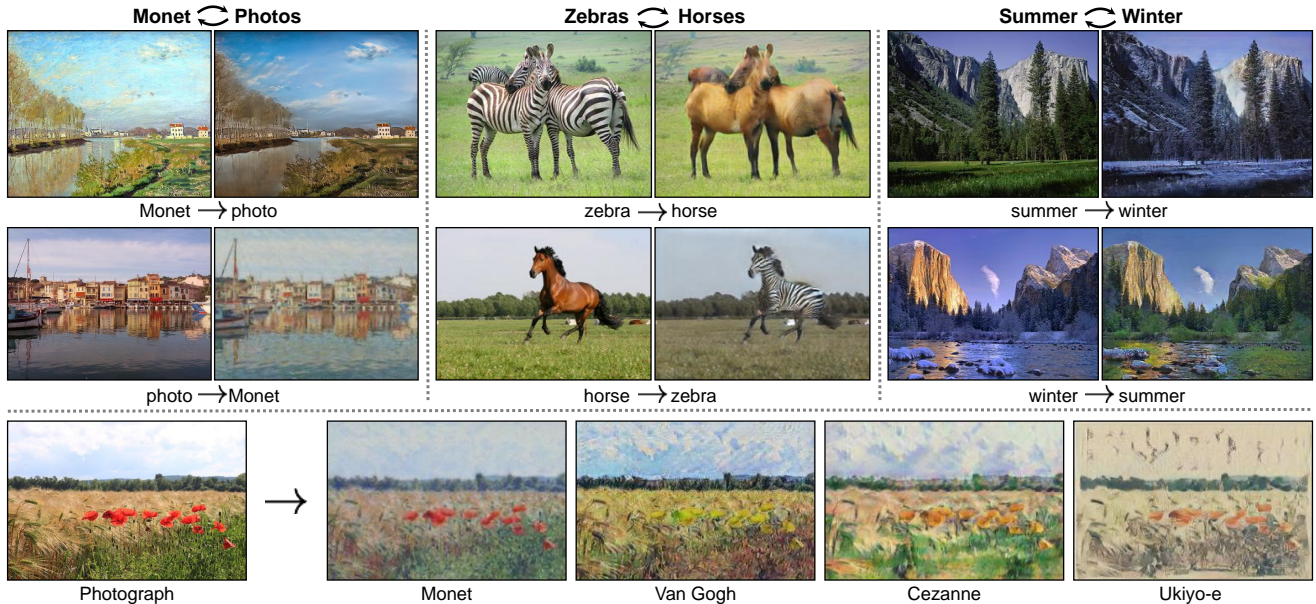 Monet Photos
Zebras Horses
Summer Winter
Monet → photo
zebra → horse
summer → winter
photo → Monet
horse → zebra
winter → summer
Photograph
→
Monet
Van Gogh
Cezanne
Ukiyo-e